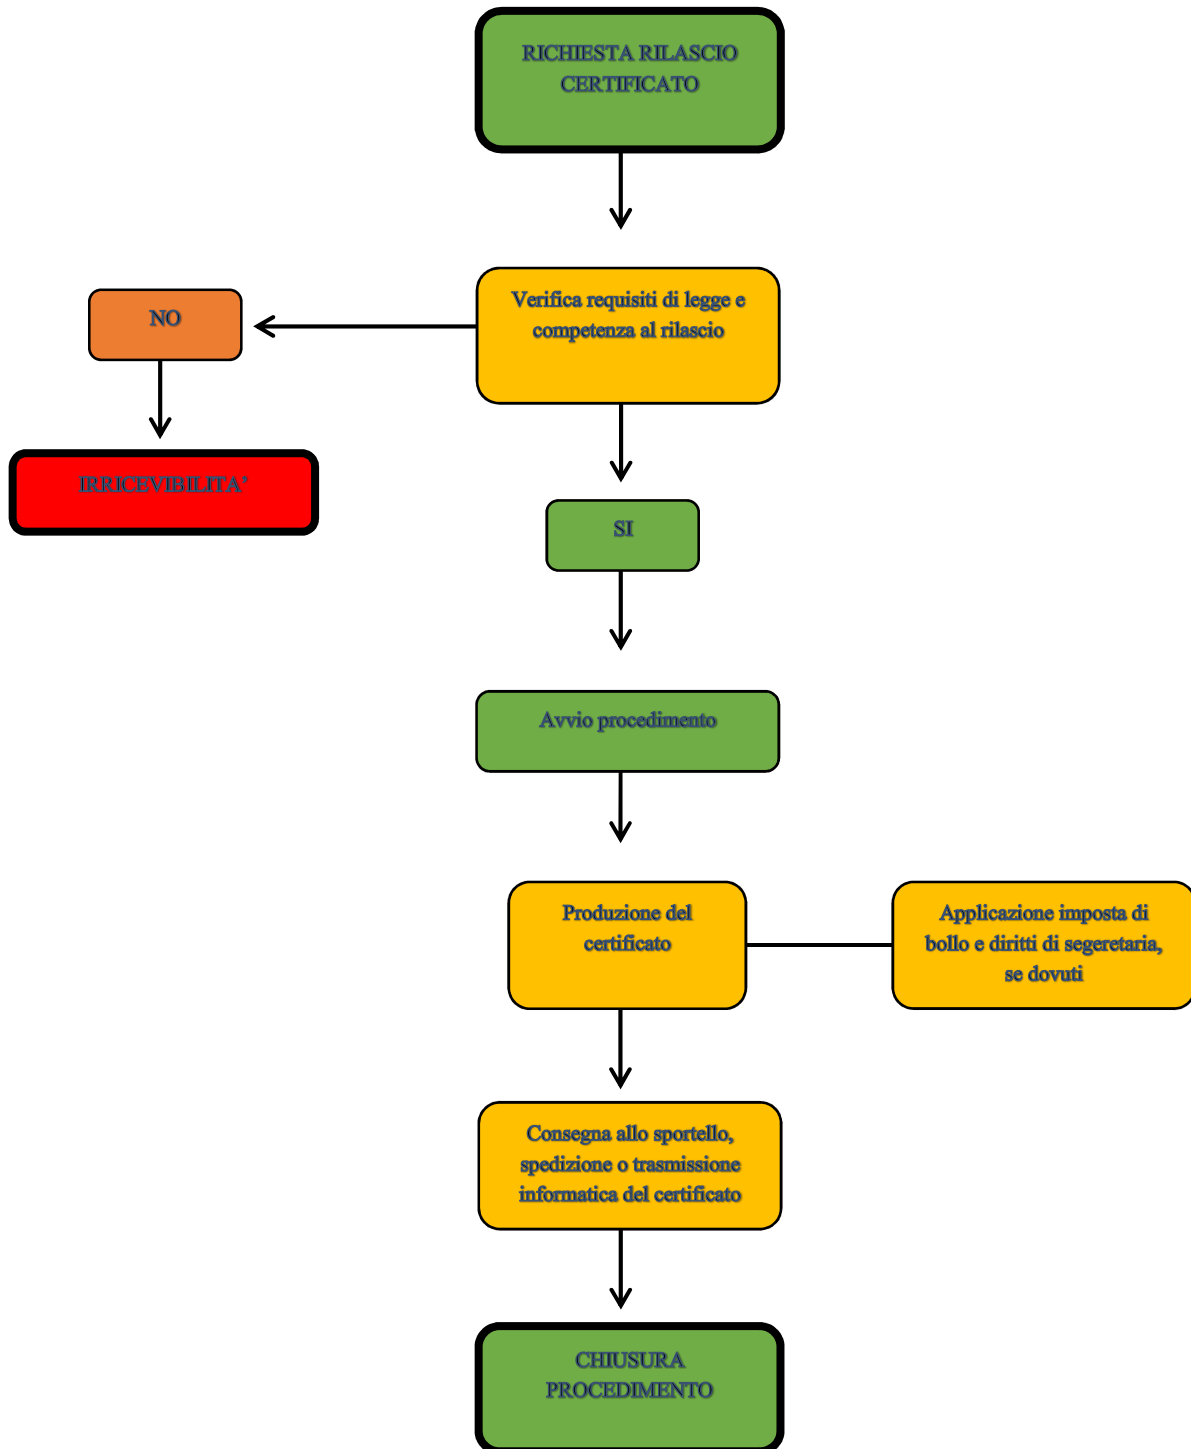 RICHIESTA RILASCIO
CERTIFICATO
Verifica requisiti di legge e
competenza al rilascio
NO
IRRICEVIBILITA’
SI
Avvio procedimento
Produzione del
certificato
Applicazione imposta di
bollo e diritti di segeretaria,
se dovuti
Consegna allo sportello,
spedizione o trasmissione
informatica del certificato
CHIUSURA
PROCEDIMENTO